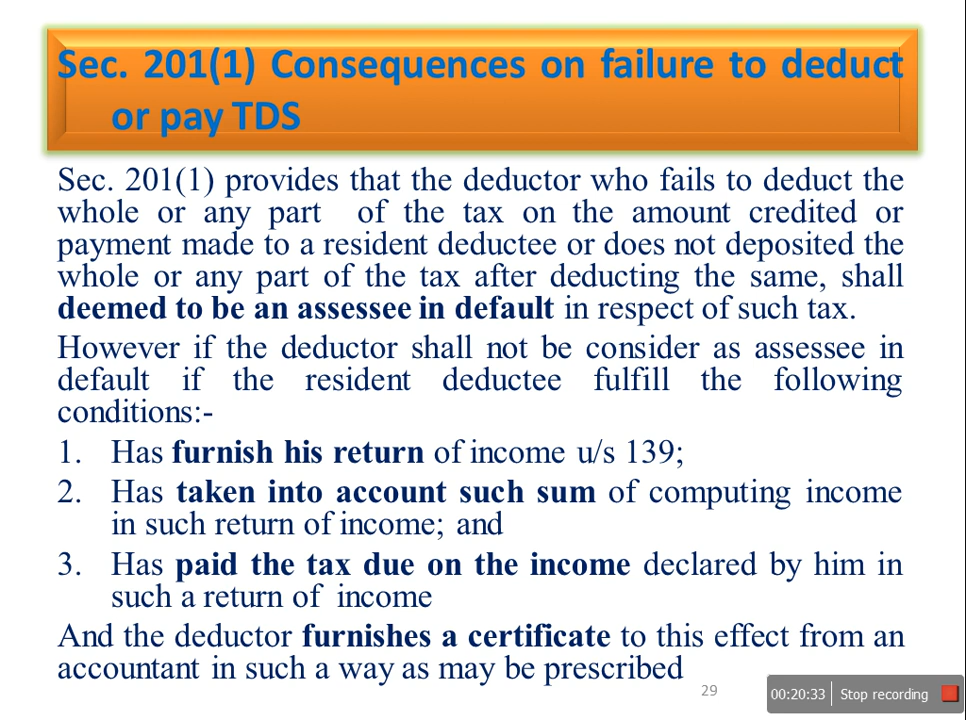 Sec. 201(1) Consequences on failure to deduct
or pay TDS
Sec. 201(1) provides that the deductor who fails to deduct the
whole or any part of the tax on the amount credited or
payment made to a resident deductee or does not deposited the
whole or any part of the tax after deducting the same, shall
deemed to be an assessee in default in respect of such tax.
However if the deductor shall not be consider as assessee in
default if the resident deductee fulfill the following
conditions:-
1. Has furnish his return of income u/s 139;
2. Has taken into account such sum of computing income
in such return of income; and
3. Has paid the tax due on the income declared by him in
such a return of income
And the deductor furnishes a certificate to this effect from an
accountant in such a way as may be prescribed
29
00:20:33 Stop recording